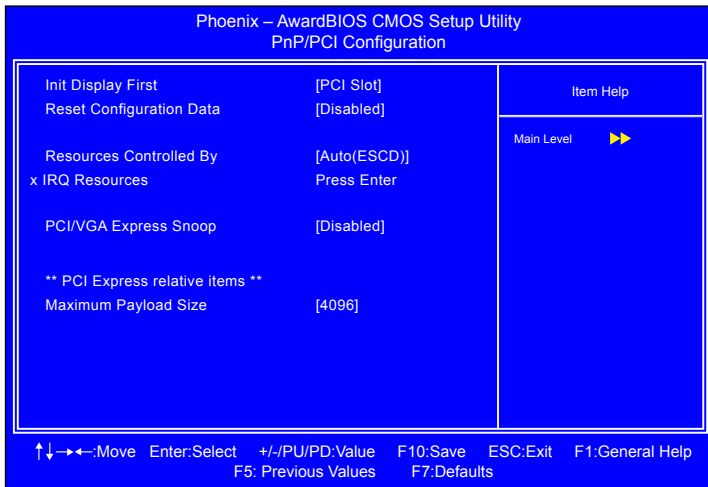 Phoenix – AwardBIOS CMOS Setup Utility
PnP/PCI Configuration
Init Display First [PCI Slot]
Reset Configuration Data [Disabled]
Resources Controlled By [Auto(ESCD)]
x IRQ Resources Press Enter
PCI/VGA Express Snoop [Disabled]
** PCI Express relative items **
Maximum Payload Size [4096]
Item Help
Main Level ▶▶
↑↓→←:Move Enter:Select +/-/PU/PD:Value F10:Save ESC:Exit F1:General Help
F5: Previous Values F7:Defaults